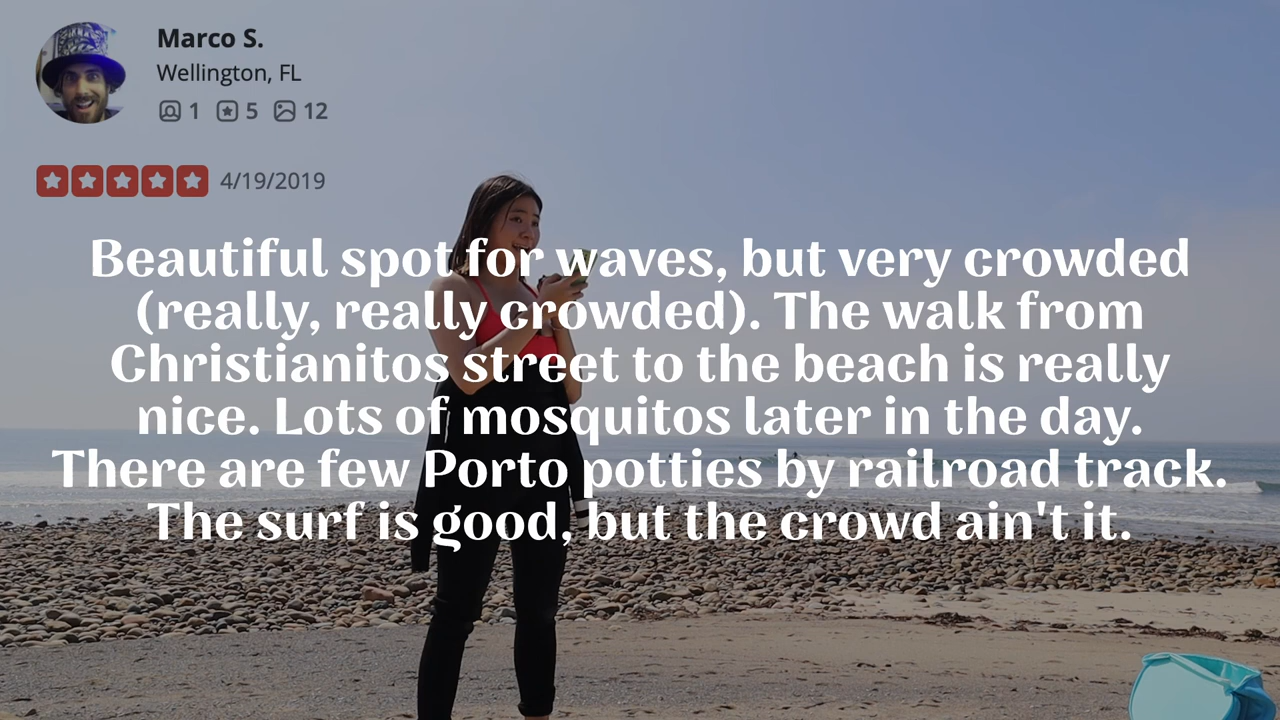 Marco S.
Wellington, FL
1 5 12
4/19/2019
Beautiful spot for waves, but very crowded
(really, really crowded). The walk from
Christianitos street to the beach is really
nice. Lots of mosquitos later in the day.
There are few Porto potties by railroad track.
The surf is good, but the crowd ain't it.